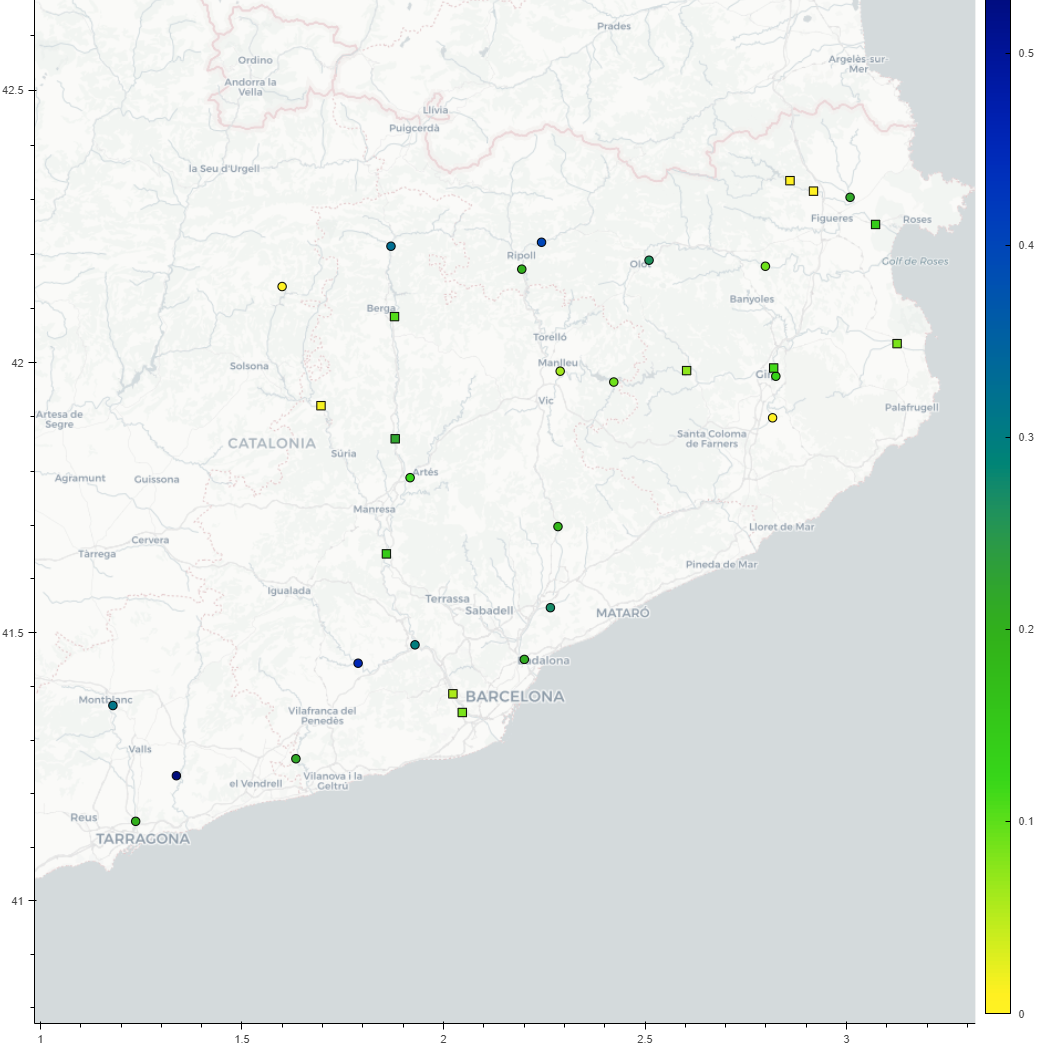 Prades
Argelès-sur-
Mer
Ordino
Andorra la
Vella
42.5
Llívia
Puigcerdà
la Seu d'Urgell
Figueres
Roses
Ripoll
Olot
Golf de Roses
Banyoles
Berga
Torelló
Manlleu
42
Solsona
Gir
Vic
Artesa de
Segre
Palafrugell
CATALONIA
Santa Coloma
de Farners
Súria
Artés
Agramunt
Guissona
Manresa
Lloret de Mar
Cervera
Tàrrega
Pineda de Mar
Igualada
Terrassa
Sabadell
MATARÓ
41.5
dalona
BARCELONA
Montblanc
Vilafranca del
Penedès
Valls
el Vendrell
Vilanova i la
Geltrú
Reus
TARRAGONA
41
1
1.5
2
2.5
3
0.5
0.4
0.3
0.2
0.1
0